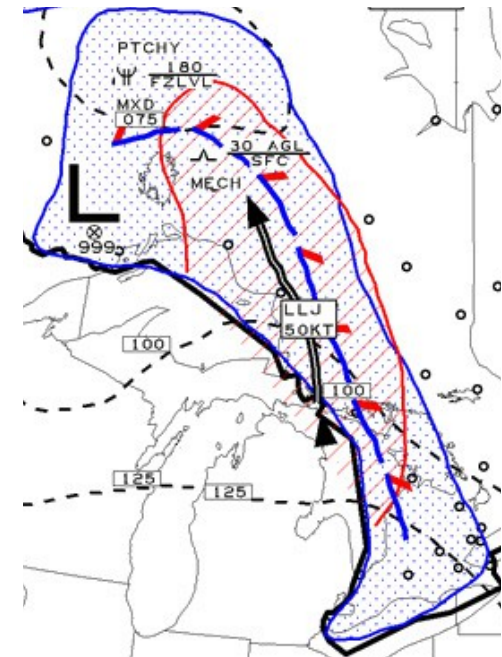 PTCHY
180
FZLVL
MXD
075
30 AGL
SFC
MECH
L
999
LLJ
50KT
100
100
125
125